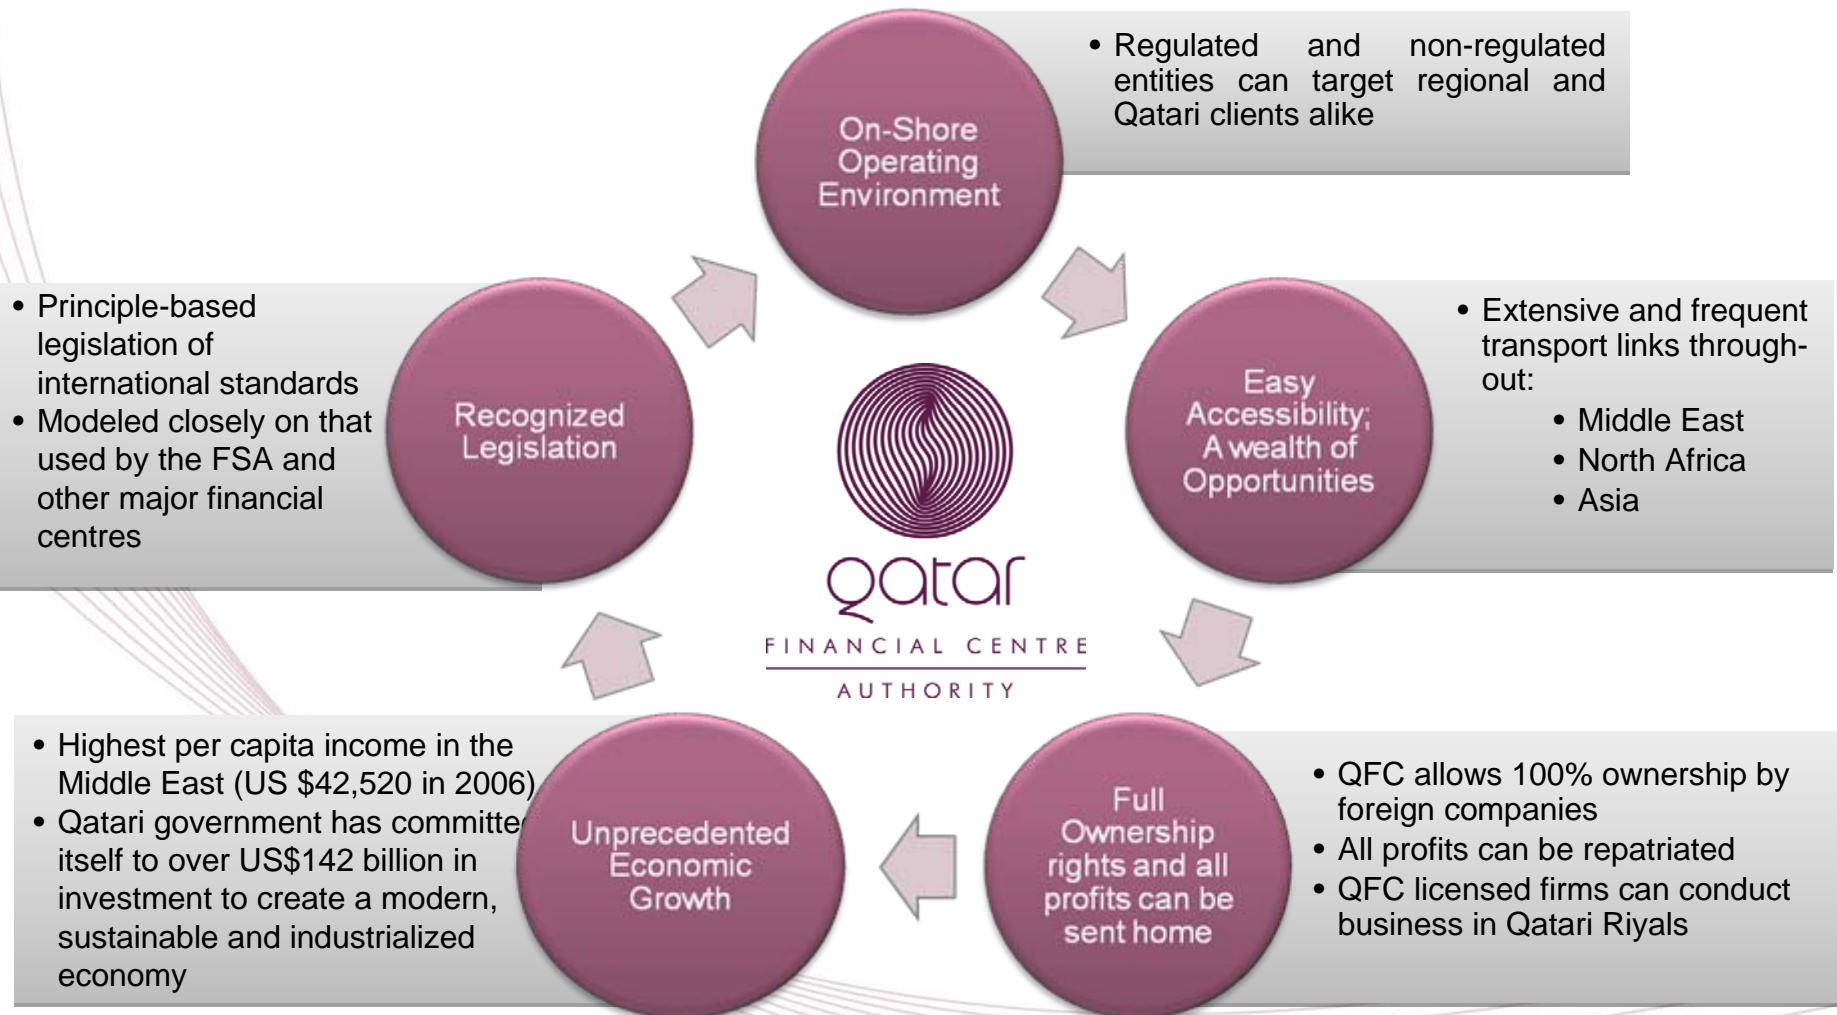 On-Shore
Operating
Environment
• Regulated and non-regulated
entities can target regional and
Qatari clients alike
Easy
Accessibility;
A wealth of
Opportunities
• Extensive and frequent
transport links through-
out:
• Middle East
• North Africa
• Asia
Full
Ownership
rights and all
profits can be
sent home
• QFC allows 100% ownership by
foreign companies
• All profits can be repatriated
• QFC licensed firms can conduct
business in Qatari Riyals
Unprecedented
Economic
Growth
• Highest per capita income in the
Middle East (US $42,520 in 2006)
• Qatari government has committe
itself to over US$142 billion in
investment to create a modern,
sustainable and industrialized
economy
Recognized
Legislation
• Principle-based
legislation of
international standards
• Modeled closely on that
used by the FSA and
other major financial
centres
qatar
FINANCIAL CENTRE
AUTHORITY